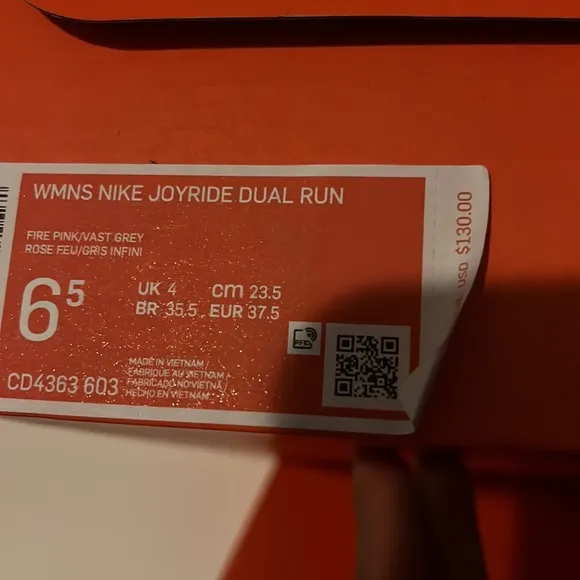 WMNS NIKE JOYRIDE DUAL RUN
FIRE PINK/VAST GREY
ROSE FEU/GRIS INFINI
6⁵
UK 4 cm 23.5
BR 35.5 EUR 37.5
RFID
MADE IN VIETNAM /
FABRIQUE AU VIETNAM /
FABRICADO NO VIETNÃ /
HECHO EN VIETNAM
CD4363 603
USD $130.00